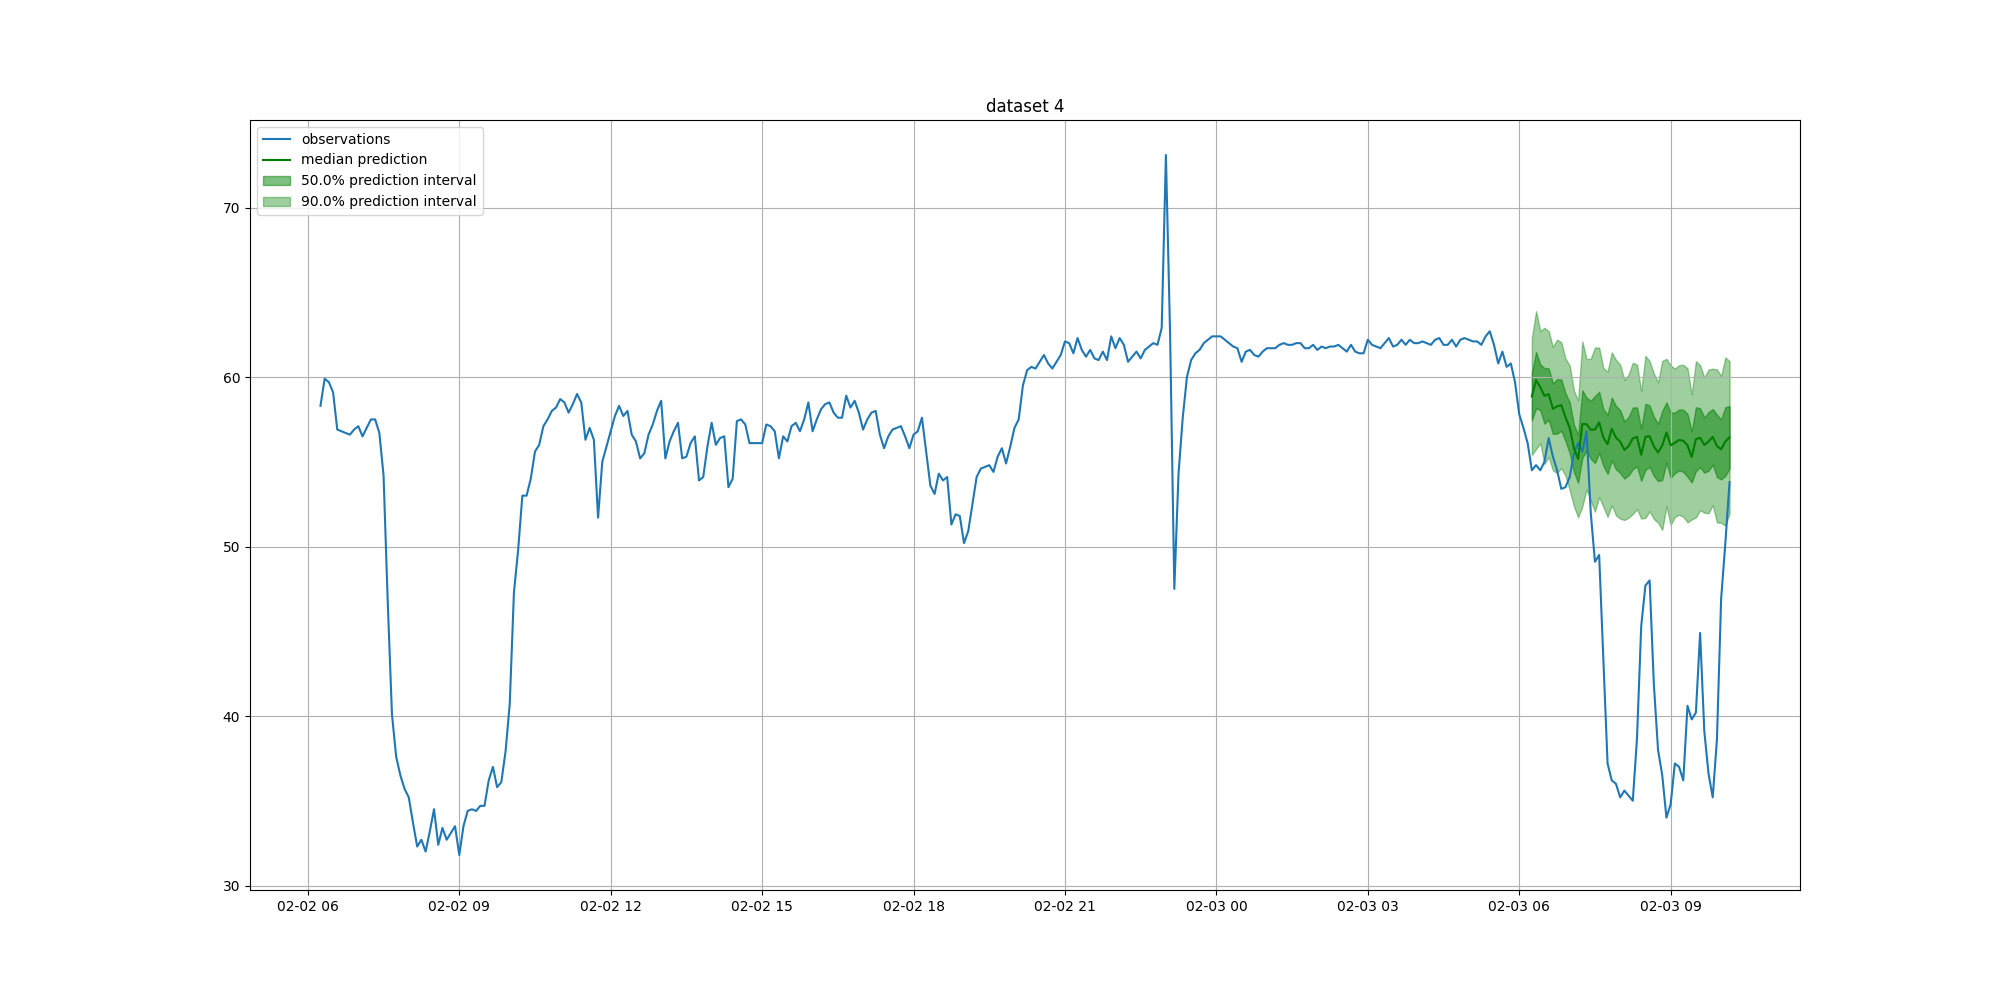 dataset 4
observations
median prediction
50.0% prediction interval
90.0% prediction interval
70
60
50
40
30
02-02 06 02-02 09 02-02 12 02-02 15 02-02 18 02-02 21 02-03 00 02-03 03 02-03 06 02-03 09